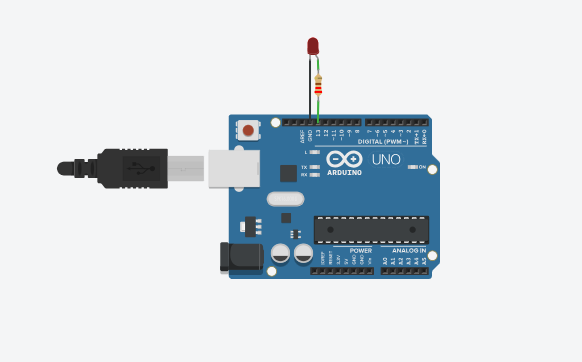 AREF
GND
13
12
~11
~10
~9
8
7
~6
~5
4
~3
2
TX→1
RX←0
DIGITAL (PWM~)
L
TX
RX
UNO
ARDUINO
ON
POWER
ANALOG IN
IOREF
RESET
3.3V
5V
GND
GND
Vin
A0
A1
A2
A3
A4
A5